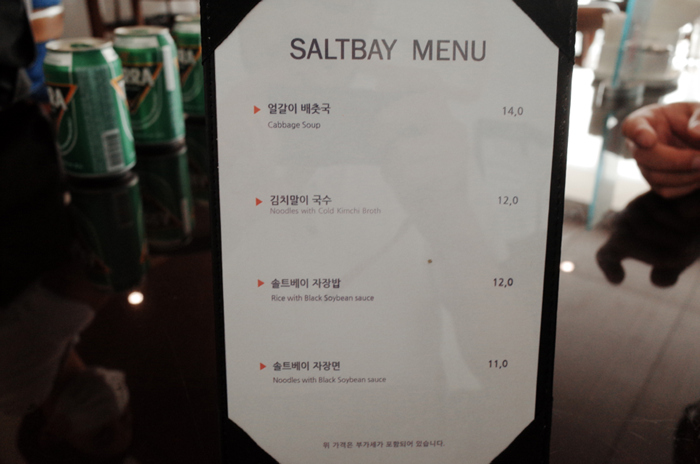 SALTBAY MENU
얼갈이 배춧국 14,0
Cabbage Soup
김치말이 국수 12,0
Noodles with Cold Kimchi Broth
솔트베이 자장밥 12,0
Rice with Black Soybean sauce
솔트베이 자장면 11,0
Noodles with Black Soybean sauce
위 가격은 부가세가 포함되어 있습니다.